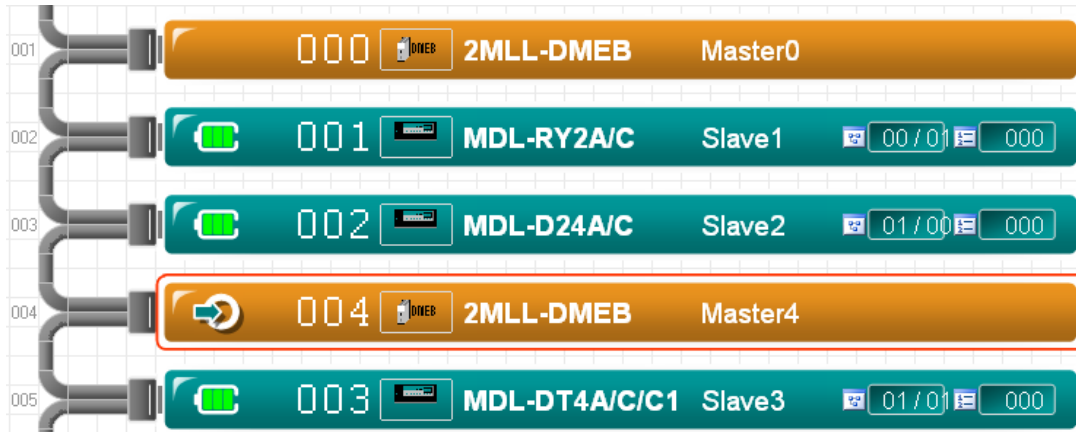 001 000 DMEB 2MLL-DMEB Master0
002 001 MDL-RY2A/C Slave1 00/01 000
003 002 MDL-D24A/C Slave2 01/00 000
004 004 DMEB 2MLL-DMEB Master4
005 003 MDL-DT4A/C/C1 Slave3 01/01 000